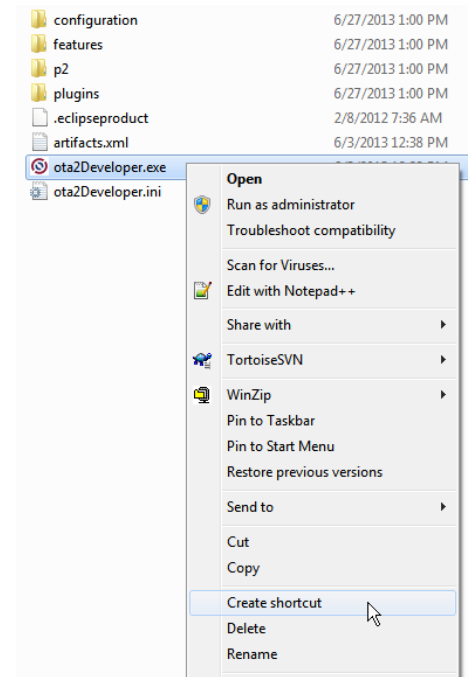 configuration 6/27/2013 1:00 PM
features 6/27/2013 1:00 PM
p2 6/27/2013 1:00 PM
plugins 6/27/2013 1:00 PM
.eclipseproduct 2/8/2012 7:36 AM
artifacts.xml 6/3/2013 12:38 PM
ota2Developer.exe
ota2Developer.ini
Open
Run as administrator
Troubleshoot compatibility
Scan for Viruses...
Edit with Notepad++
Share with
TortoiseSVN
WinZip
Pin to Taskbar
Pin to Start Menu
Restore previous versions
Send to
Cut
Copy
Create shortcut
Delete
Rename